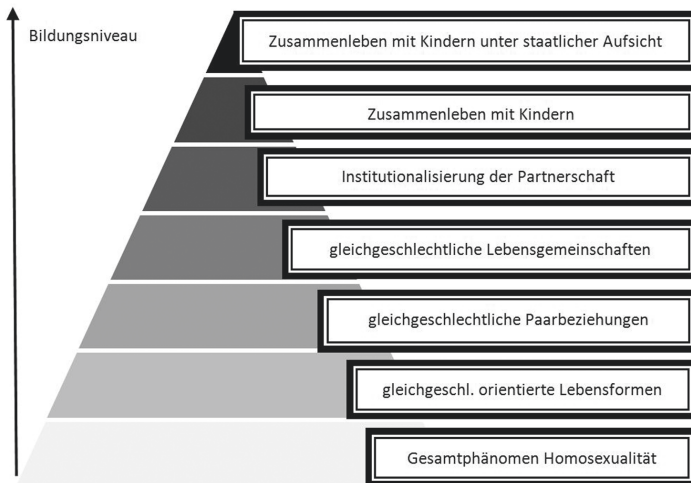 Bildungsniveau
Zusammenleben mit Kindern unter staatlicher Aufsicht
Zusammenleben mit Kindern
Institutionalisierung der Partnerschaft
gleichgeschlechtliche Lebensgemeinschaften
gleichgeschlechtliche Paarbeziehungen
gleichgeschl. orientierte Lebensformen
Gesamtphänomen Homosexualität